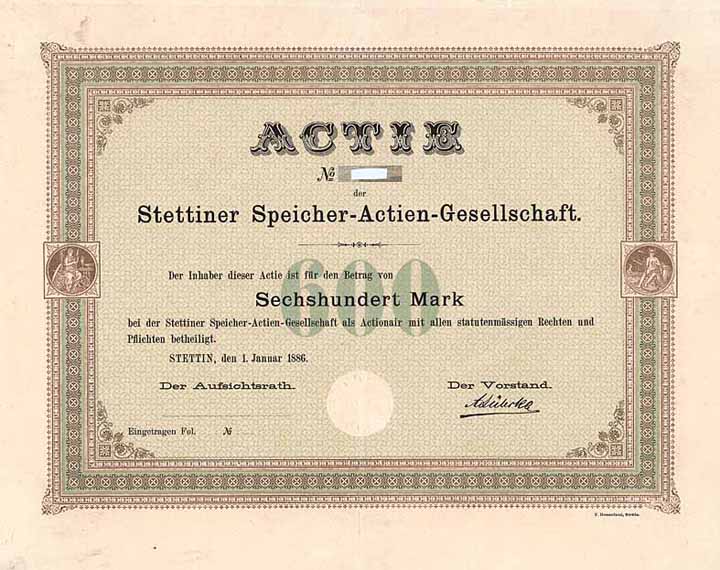 ACTIE
No
der
Stettiner Speicher-Actien-Gesellschaft.
600
Der Inhaber dieser Actie ist für den Betrag von
Sechshundert Mark
bei der Stettiner Speicher-Actien-Gesellschaft als Actionair mit allen statutenmässigen Rechten und
Pflichten betheiligt.
STETTIN, den 1. Januar 1886.
Der Aufsichtsrath. Der Vorstand.
Eingetragen Fol. No